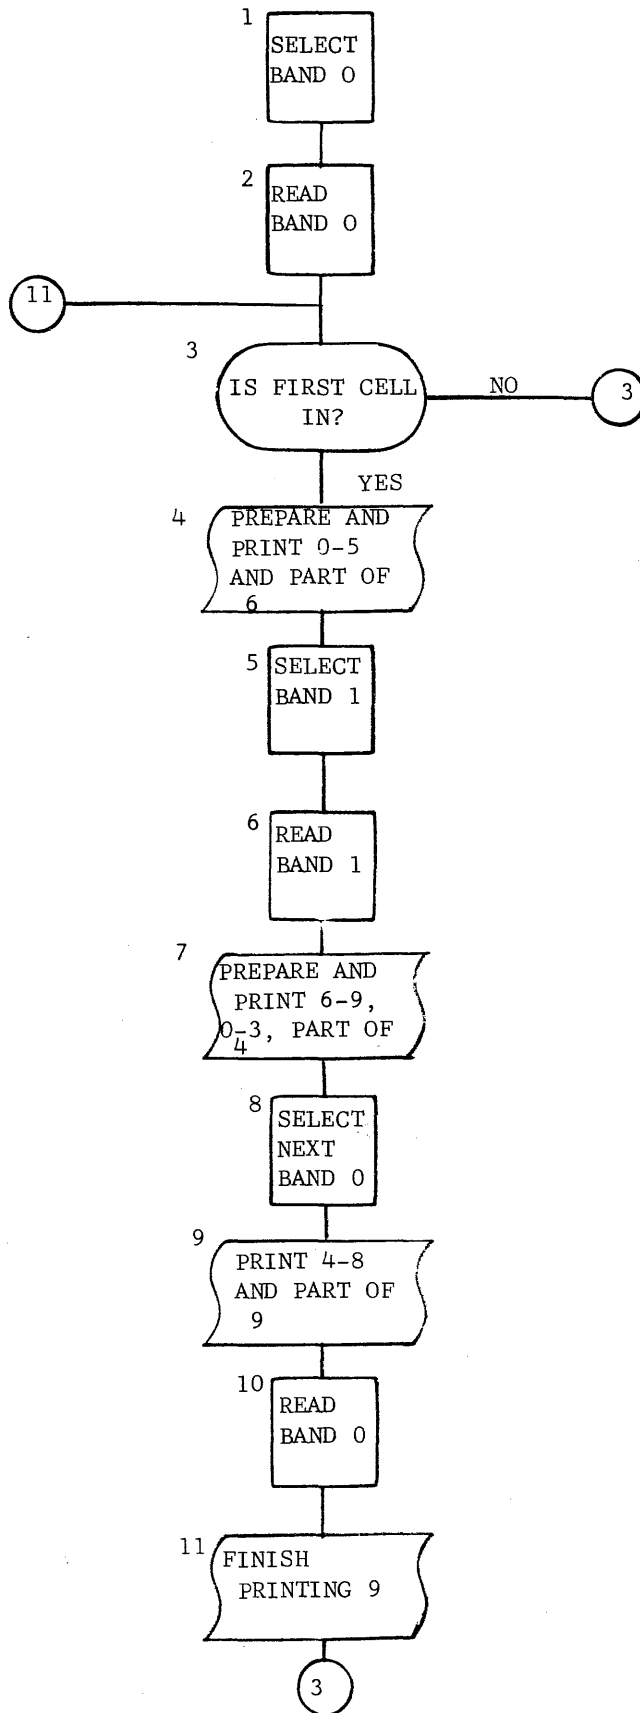 1
SELECT
BAND 0
2
READ
BAND 0
11
3
IS FIRST CELL
IN?
NO
3
YES
4
PREPARE AND
PRINT 0-5
AND PART OF
6
5
SELECT
BAND 1
6
READ
BAND 1
7
PREPARE AND
PRINT 6-9,
0-3, PART OF
4
8
SELECT
NEXT
BAND 0
9
PRINT 4-8
AND PART OF
9
10
READ
BAND 0
11
FINISH
PRINTING 9
3